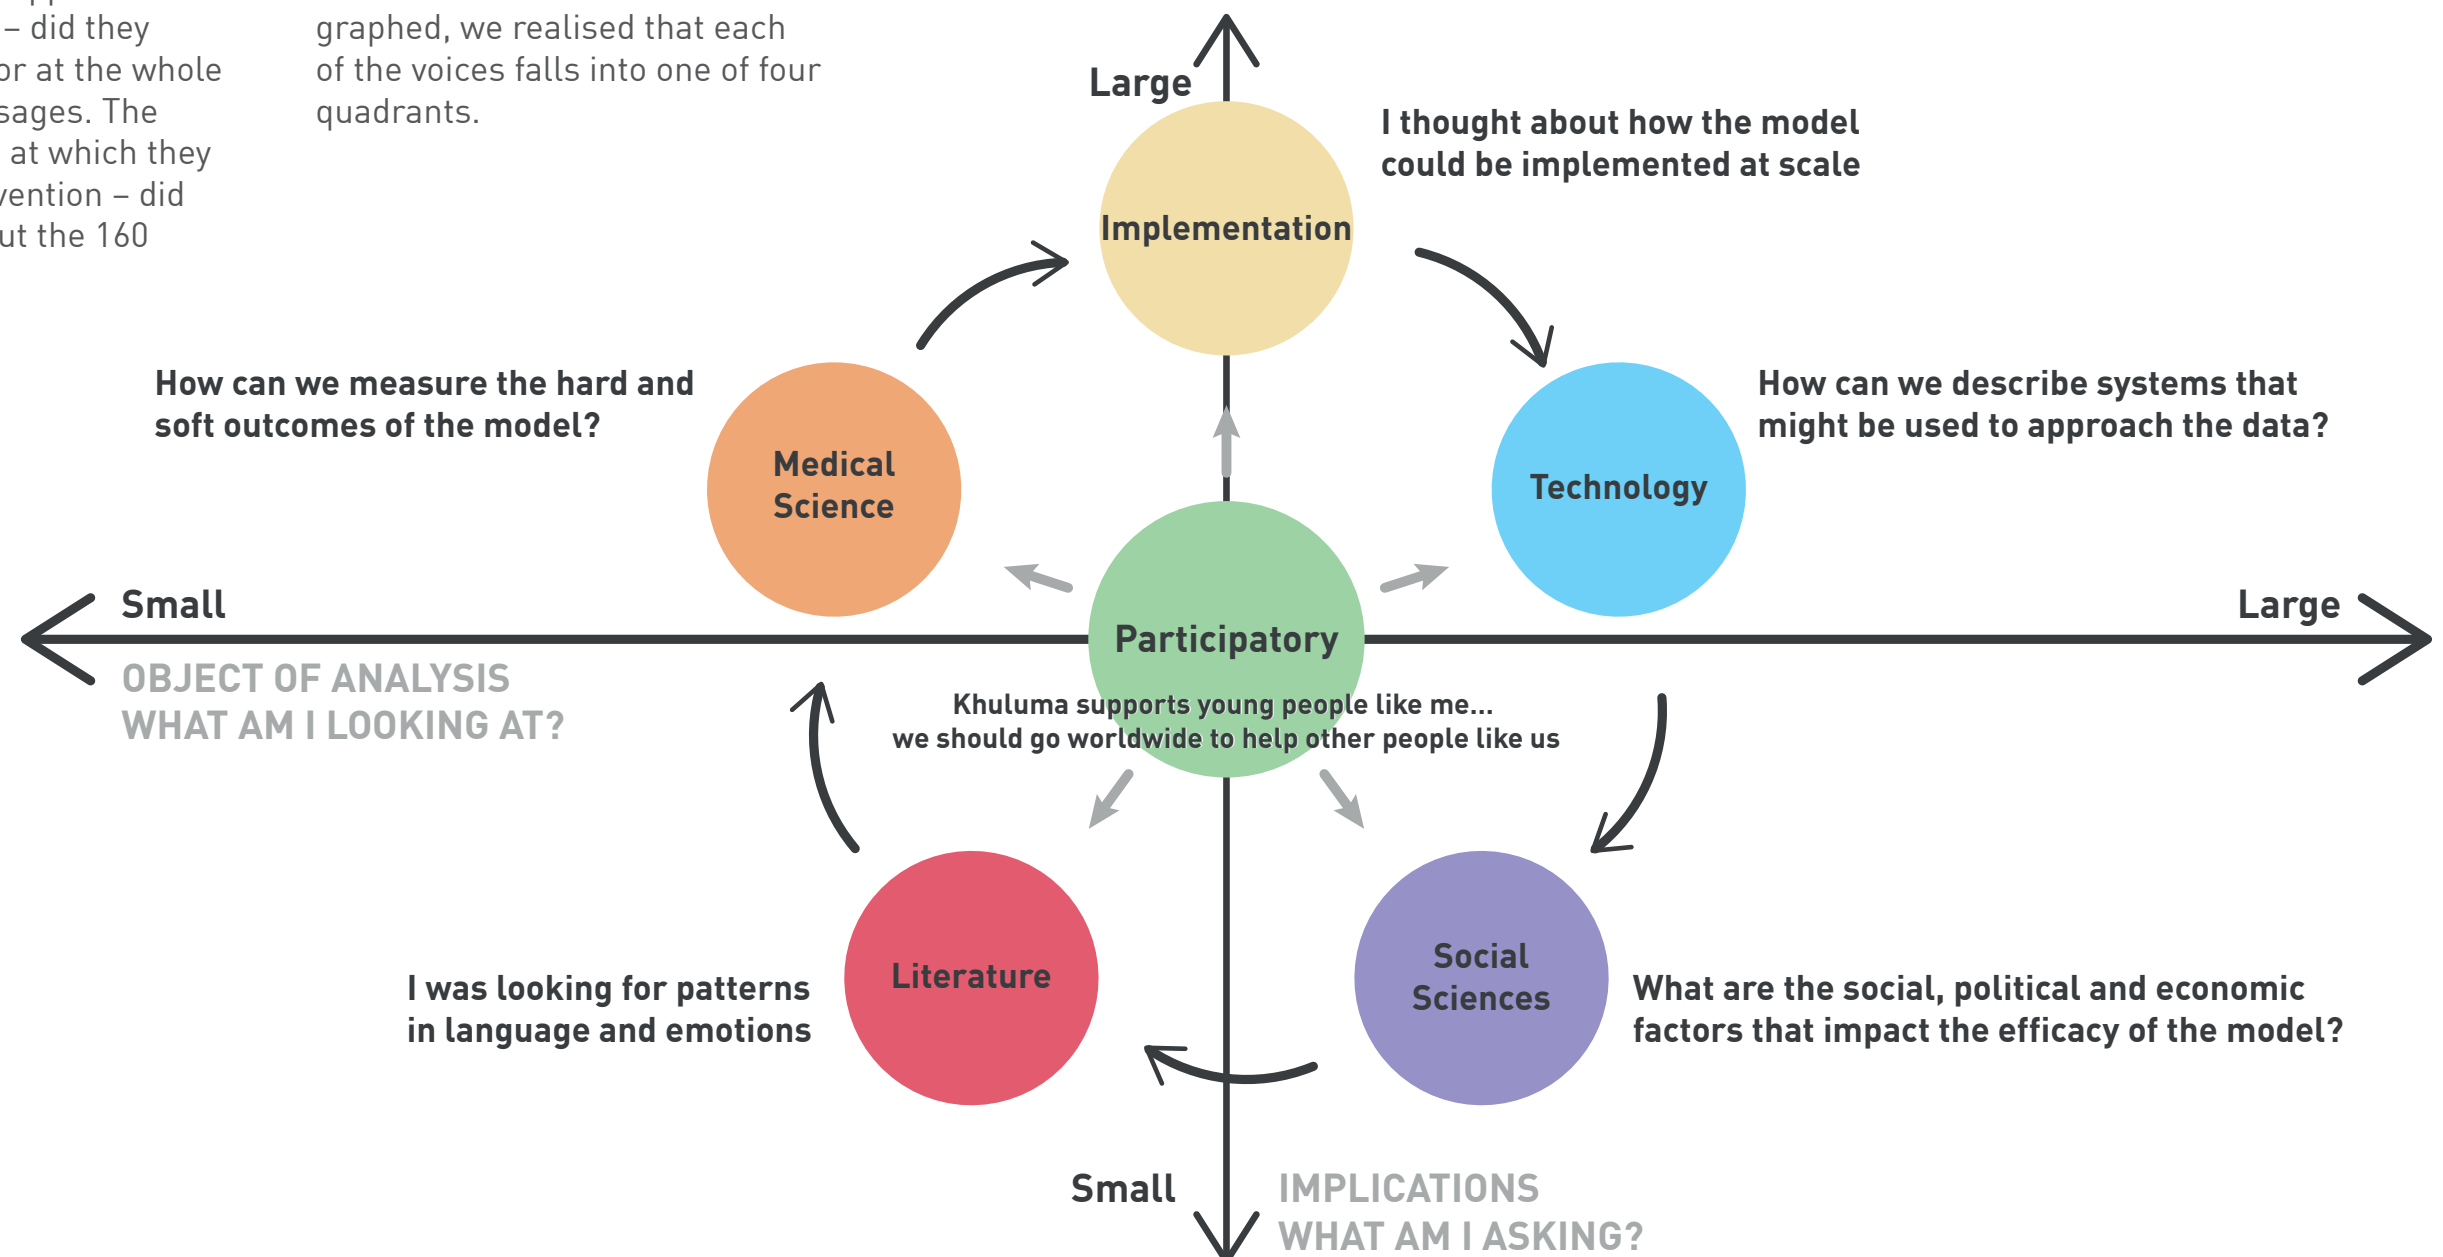 – did they
or at the whole
sages. The
at which they
vention – did
ut the 160
graphed, we realised that each
of the voices falls into one of four
quadrants.
Large
I thought about how the model
could be implemented at scale
Implementation
How can we measure the hard and
soft outcomes of the model?
Medical
Science
How can we describe systems that
might be used to approach the data?
Technology
Small
Large
OBJECT OF ANALYSIS
WHAT AM I LOOKING AT?
Participatory
Khuluma supports young people like me...
we should go worldwide to help other people like us
Literature
I was looking for patterns
in language and emotions
Social
Sciences
What are the social, political and economic
factors that impact the efficacy of the model?
Small
IMPLICATIONS
WHAT AM I ASKING?